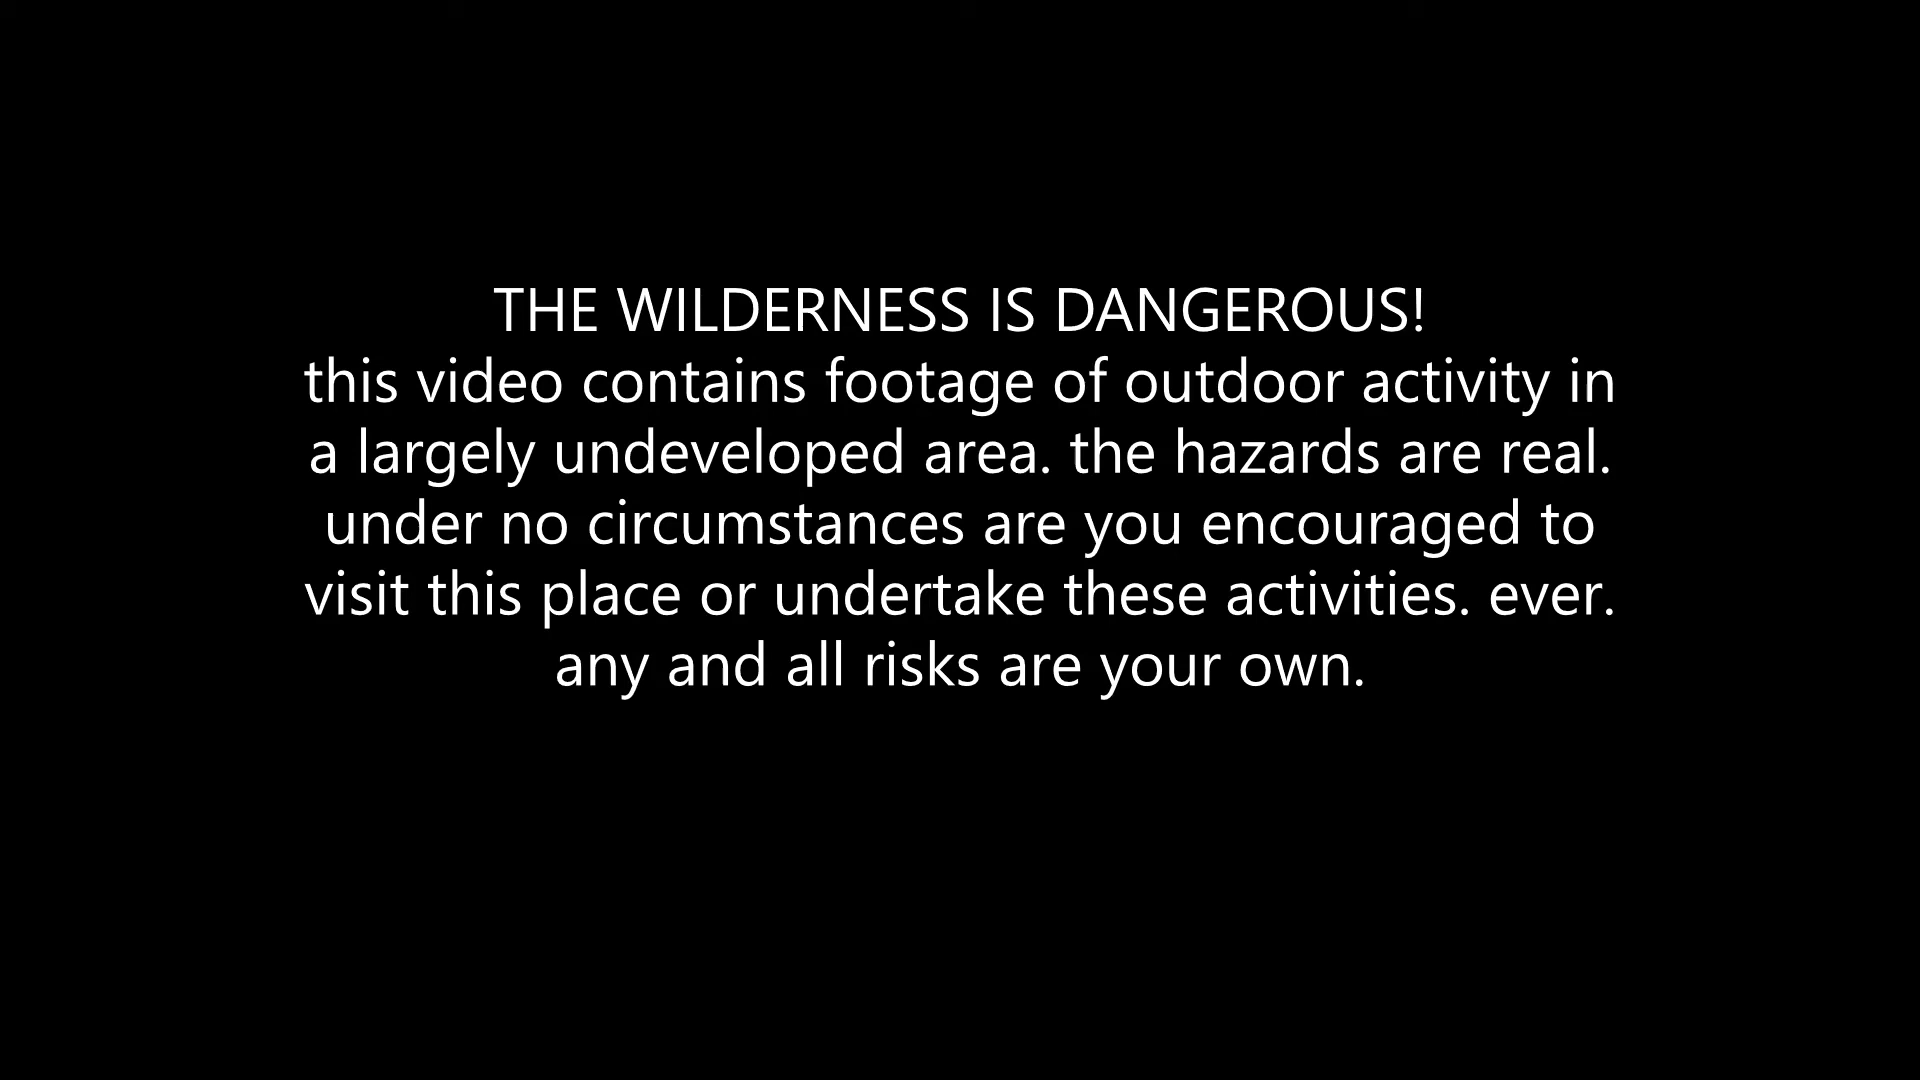 THE WILDERNESS IS DANGEROUS!
this video contains footage of outdoor activity in
a largely undeveloped area. the hazards are real.
under no circumstances are you encouraged to
visit this place or undertake these activities. ever.
any and all risks are your own.